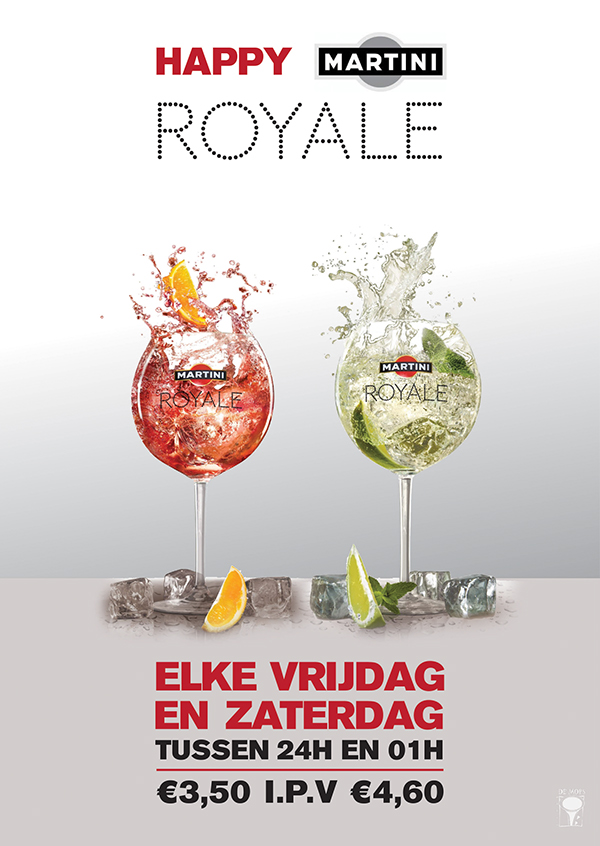 HAPPY MARTINI
ROYALE
MARTINI
ROYALE
MARTINI
ROYALE
ELKE VRIJDAG
EN ZATERDAG
TUSSEN 24H EN 01H
€3,50 I.P.V €4,60